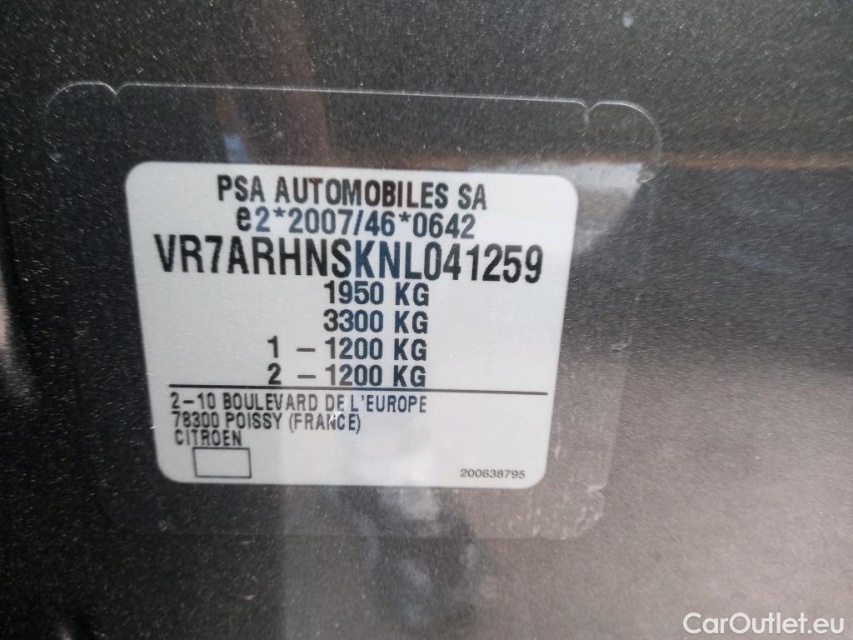 PSA AUTOMOBILES SA
e2*2007/46*0642
VR7ARHNSKNL041259
1950 KG
3300 KG
1 - 1200 KG
2 - 1200 KG
2-10 BOULEVARD DE L'EUROPE
78300 POISSY (FRANCE)
CITROEN
200638795
CarOutlet.eu